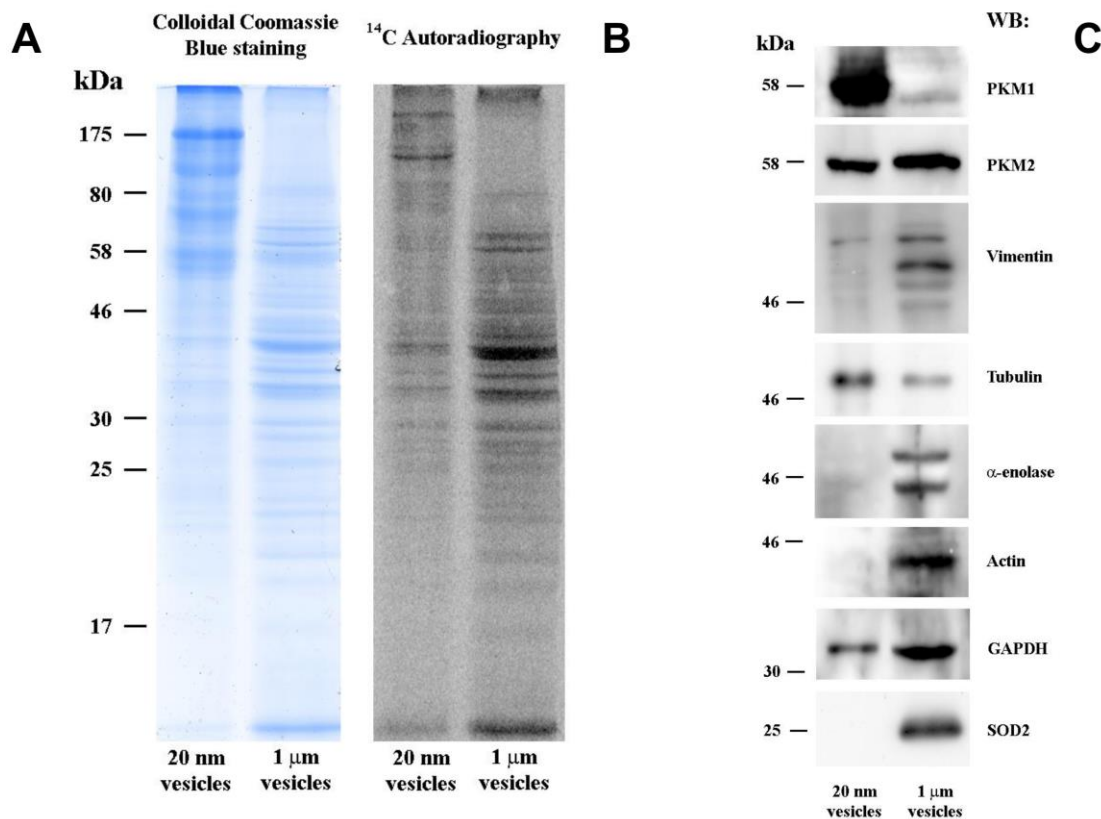 A
Colloidal Coomassie
Blue staining
¹⁴C Autoradiography
B
kDa
175
80
58
46
30
25
17
20 nm
vesicles
1 μm
vesicles
20 nm
vesicles
1 μm
vesicles
WB:
C
kDa
58
PKM1
58
PKM2
Vimentin
46
Tubulin
46
46
α-enolase
46
Actin
GAPDH
30
25
SOD2
20 nm
vesicles
1 μm
vesicles